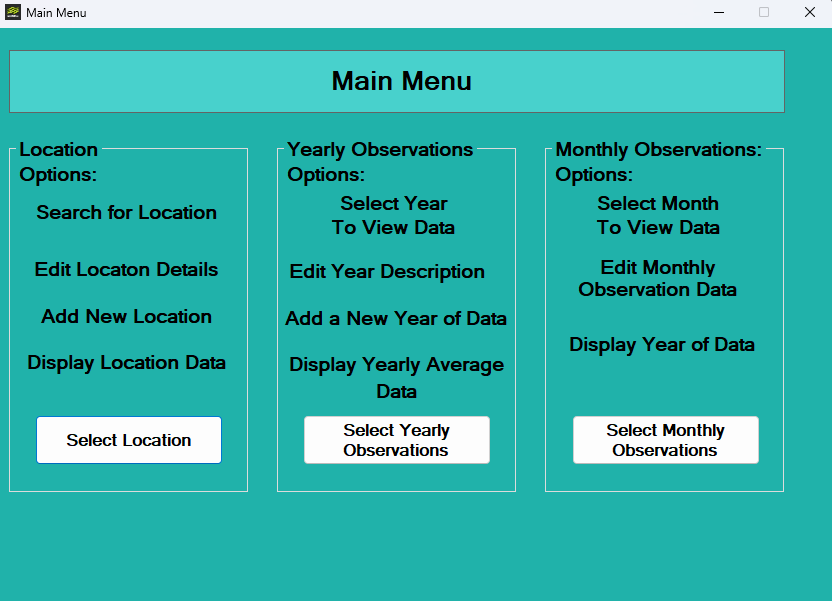 Main Menu
Main Menu
Location
Options:
Search for Location
Edit Locaton Details
Add New Location
Display Location Data
Select Location
Yearly Observations
Options:
Select Year
To View Data
Edit Year Description
Add a New Year of Data
Display Yearly Average
Data
Select Yearly
Observations
Monthly Observations:
Options:
Select Month
To View Data
Edit Monthly
Observation Data
Display Year of Data
Select Monthly
Observations